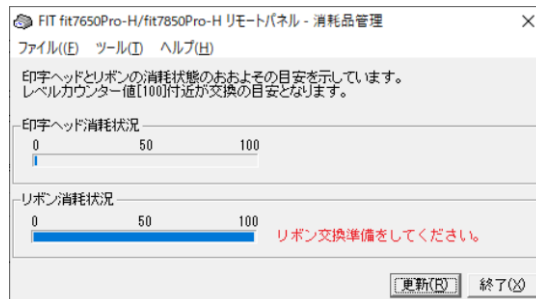 FIT fit7650Pro-H/fit7850Pro-H リモートパネル - 消耗品管理
ファイル((F) ツール(T) ヘルプ(H)
印字ヘッドとリボンの消耗状態のおおよその目安を示しています。
レベルカウンター値[100]付近が交換の目安となります。
印字ヘッド消耗状況
0 50 100
リボン消耗状況
0 50 100
リボン交換準備をしてください。
更新(R) 終了(X)